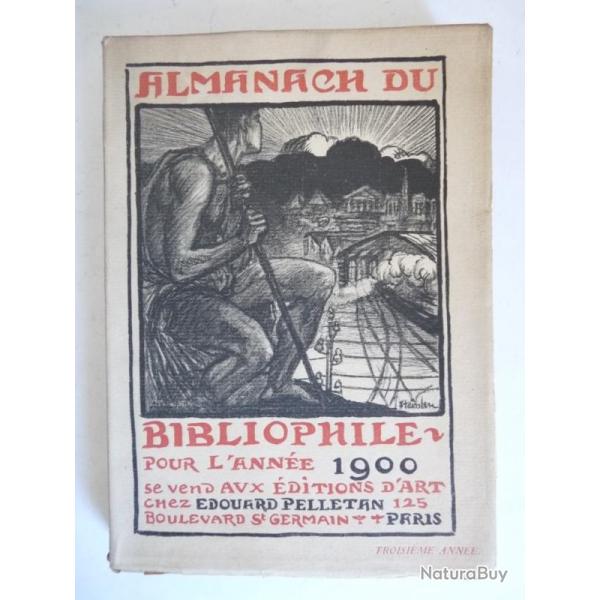 ALMANACH DU
Steinlen
BIBLIOPHILE
POUR L'ANNÉE 1900
se venD AVX ÉDITIONS D'ART
CHEZ EDOUARD PELLETAN 125
BOULEVARD St GERMAIN PARIS
TROISIÈME ANNÉE.
NaturaBuy